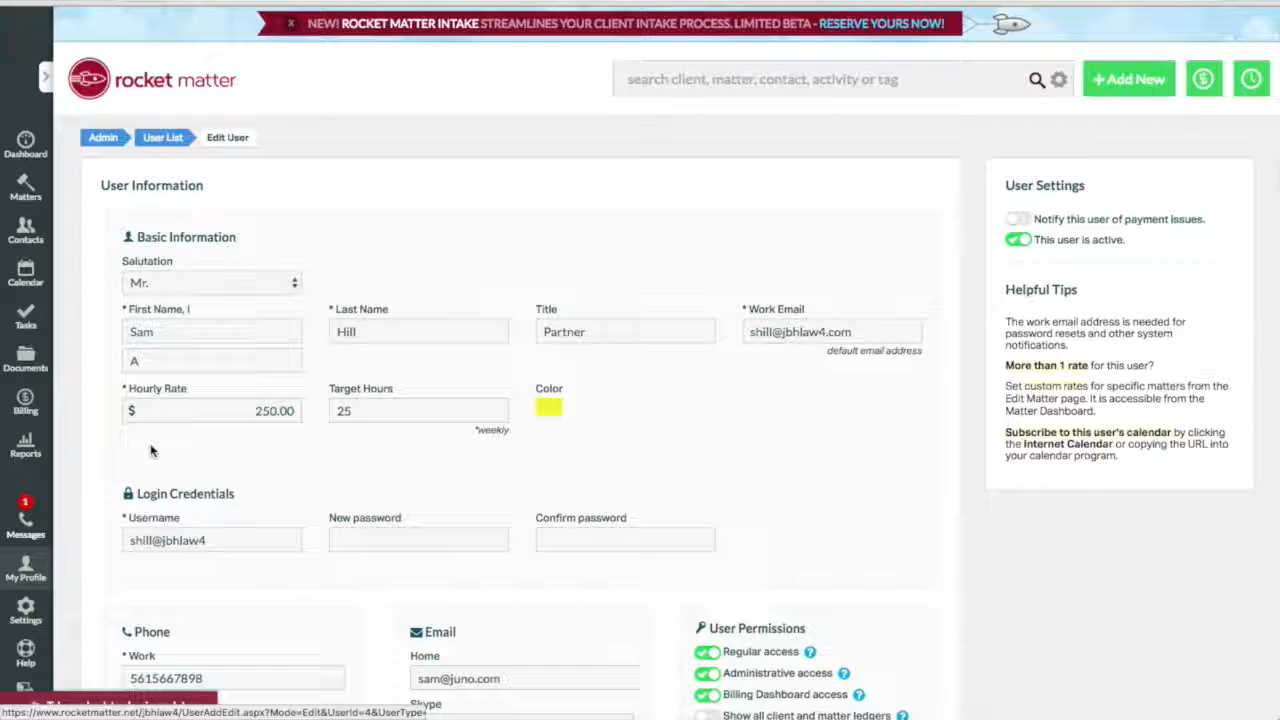 x NEW! ROCKET MATTER INTAKE STREAMLINES YOUR CLIENT INTAKE PROCESS. LIMITED BETA - RESERVE YOURS NOW!
rocket matter
search client, matter, contact, activity or tag
+ Add New
Admin
User List
Edit User
Dashboard
Matters
Contacts
Calendar
Tasks
Documents
Billing
Reports
1
Messages
My Profile
Settings
Help
User Information
Basic Information
Salutation
Mr.
* First Name, I
* Last Name
Title
* Work Email
Sam
Hill
Partner
shill@jbhlaw4.com
A
default email address
* Hourly Rate
Target Hours
Color
$ 250.00
25
*weekly
Login Credentials
* Username
New password
Confirm password
shill@jbhlaw4
Phone
* Work
5615667898
Email
Home
sam@juno.com
Skype
User Permissions
Regular access ?
Administrative access ?
Billing Dashboard access ?
Show all client and matter ledgers ?
User Settings
Notify this user of payment issues.
This user is active.
Helpful Tips
The work email address is needed for
password resets and other system
notifications.
More than 1 rate for this user?
Set custom rates for specific matters from the
Edit Matter page. It is accessible from the
Matter Dashboard.
Subscribe to this user's calendar by clicking
the Internet Calendar or copying the URL into
your calendar program.
https://www.rocketmatter.net/jbhlaw4/UserAddEdit.aspx?Mode=Edit&UserId=4&UserType=